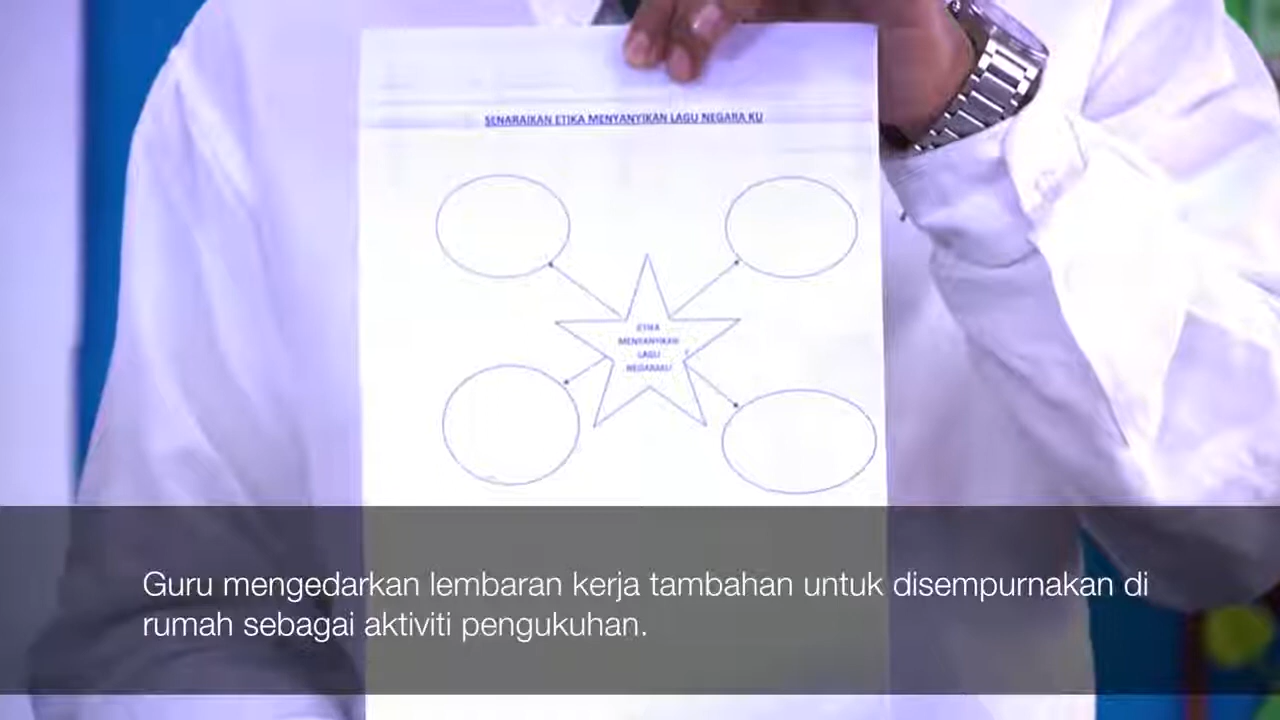 SENARAIKAN ETIKA MENYANYIKAN LAGU NEGARA KU
ETIKA
MENYANYIKAN
LAGU
NEGARAKU
Guru mengedarkan lembaran kerja tambahan untuk disempurnakan di
rumah sebagai aktiviti pengukuhan.